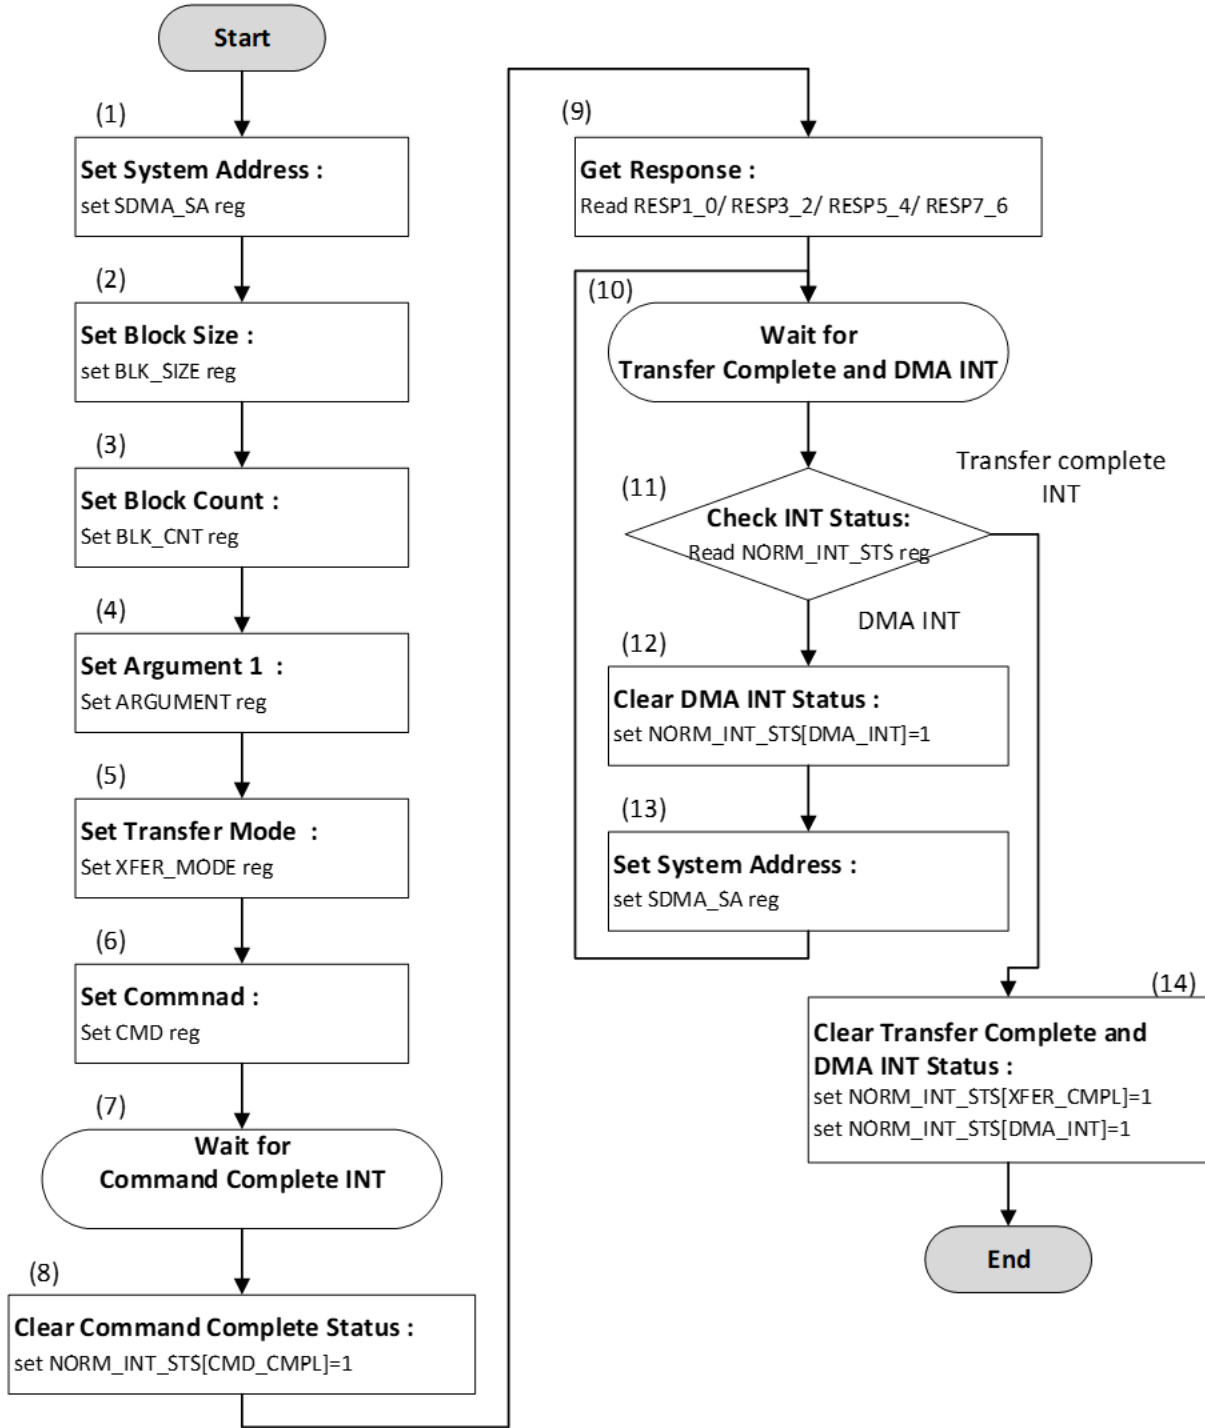 Start
(1)
Set System Address :
set SDMA_SA reg
(2)
Set Block Size :
set BLK_SIZE reg
(3)
Set Block Count :
Set BLK_CNT reg
(4)
Set Argument 1 :
Set ARGUMENT reg
(5)
Set Transfer Mode :
Set XFER_MODE reg
(6)
Set Commnad :
Set CMD reg
(7)
Wait for
Command Complete INT
(8)
Clear Command Complete Status :
set NORM_INT_STS[CMD_CMPL]=1
(9)
Get Response :
Read RESP1_0/ RESP3_2/ RESP5_4/ RESP7_6
(10)
Wait for
Transfer Complete and DMA INT
(11)
Check INT Status:
Read NORM_INT_STS reg
Transfer complete
INT
DMA INT
(12)
Clear DMA INT Status :
set NORM_INT_STS[DMA_INT]=1
(13)
Set System Address :
set SDMA_SA reg
(14)
Clear Transfer Complete and
DMA INT Status :
set NORM_INT_STS[XFER_CMPL]=1
set NORM_INT_STS[DMA_INT]=1
End